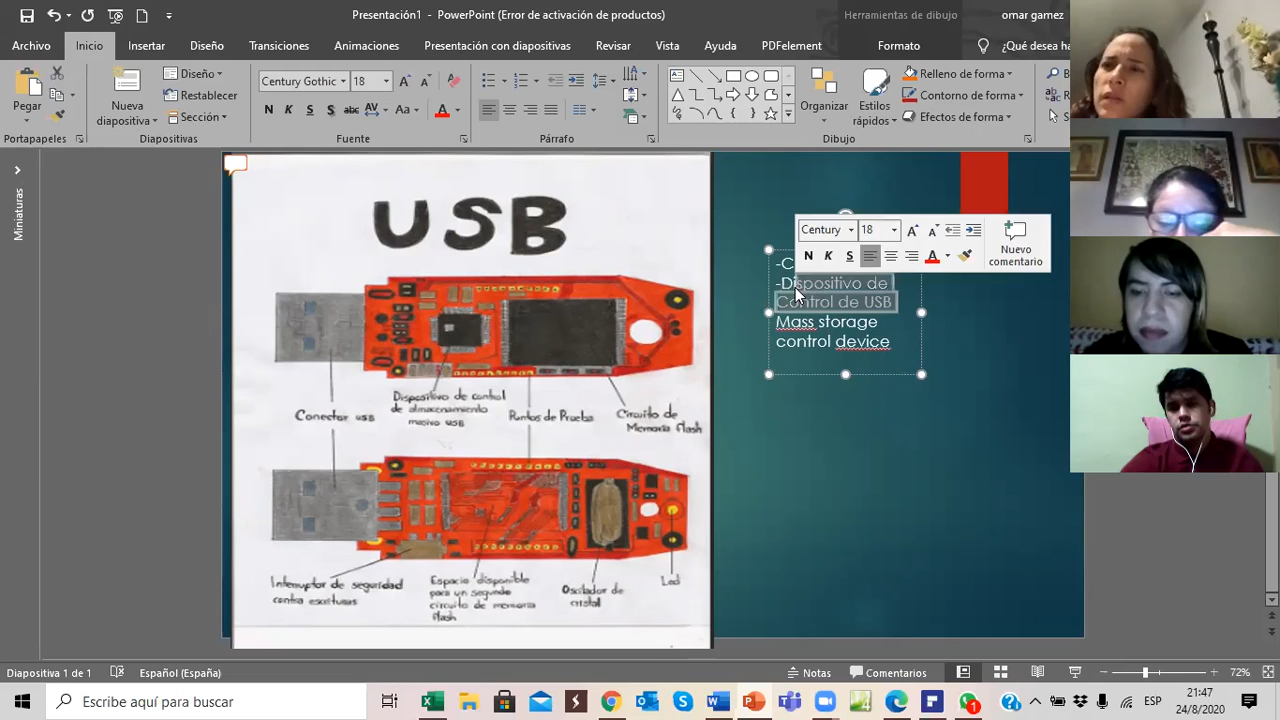 Presentación1 - PowerPoint (Error de activación de productos)
Herramientas de dibujo
omar gamez
Archivo
Inicio
Insertar
Diseño
Transiciones
Animaciones
Presentación con diapositivas
Revisar
Vista
Ayuda
PDFelement
Formato
¿Qué desea ha
Pegar
Nueva
diapositiva
Diseño
Restablecer
Sección
Century Gothic
18
N K S S abc AV Aa A
Organizar
Estilos
rápidos
Relleno de forma
Contorno de forma
Efectos de forma
Portapapeles
Diapositivas
Fuente
Párrafo
Dibujo
Miniaturas
USB
Conector usb
Dispositivo de control
de almacenamiento
masivo USB
Puntos de Prueba
Circuito de
Memoria flash
Interruptor de seguridad
contra escrituras
Espacio disponible
para un segundo
circuito de memoria
flash
Oscilador de
cristal
Led
Century
18
N K S A
Nuevo
comentario
-C
-Dispositivo de
Control de USB
Mass storage
control device
Diapositiva 1 de 1
Español (España)
Notas
Comentarios
72%
Escribe aquí para buscar
ESP
21:47
24/8/2020